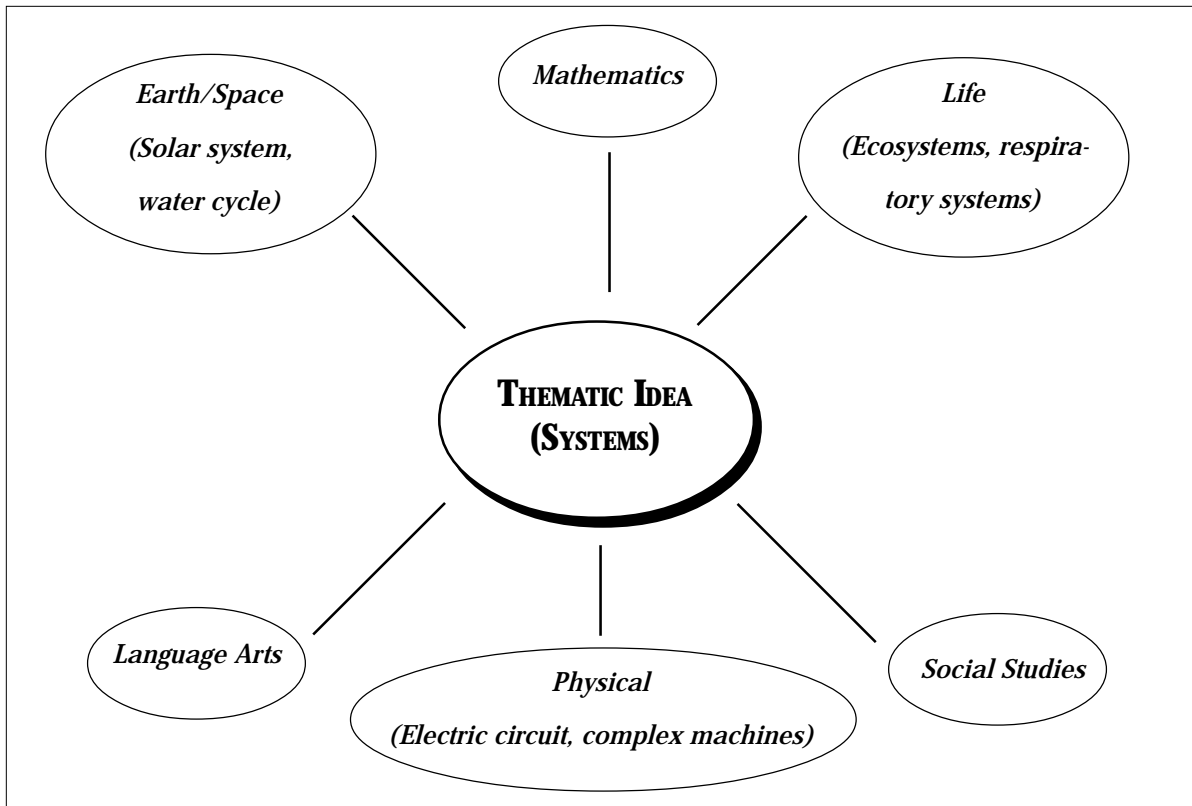 Mathematics
Earth/Space
(Solar system,
water cycle)
Life
(Ecosystems, respira-
tory systems)
THEMATIC IDEA
(SYSTEMS)
Language Arts
Physical
(Electric circuit, complex machines)
Social Studies